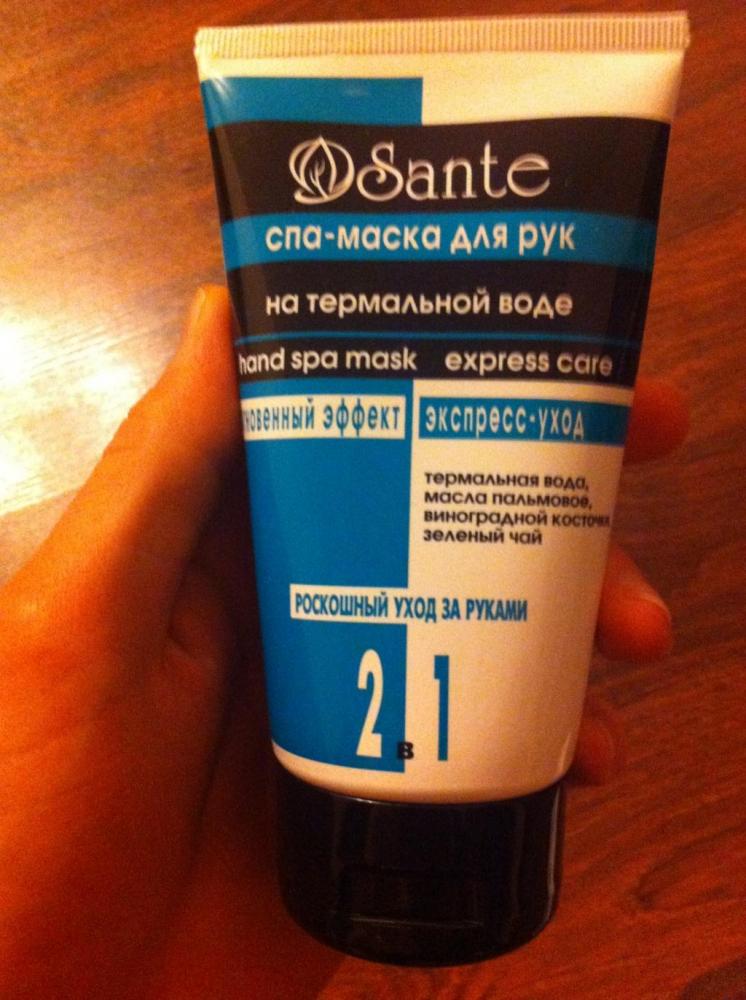 Sante
спа-маска для рук
на термальной воде
hand spa mask express care
эффект экспресс-уход
термальная вода,
масла пальмовое,
виноградной косточки,
зеленый чай
РОСКОШНЫЙ УХОД ЗА РУКАМИ
2 в 1